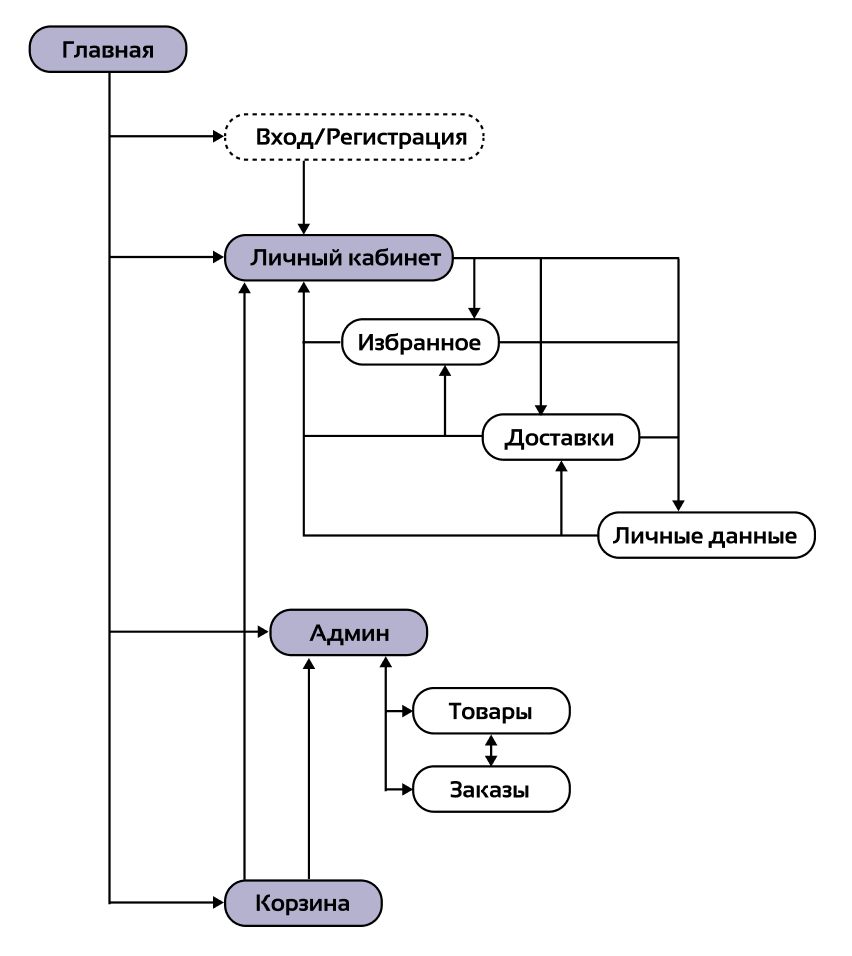 Главная
Вход/Регистрация
Личный кабинет
Избранное
Доставки
Личные данные
Админ
Товары
Заказы
Корзина